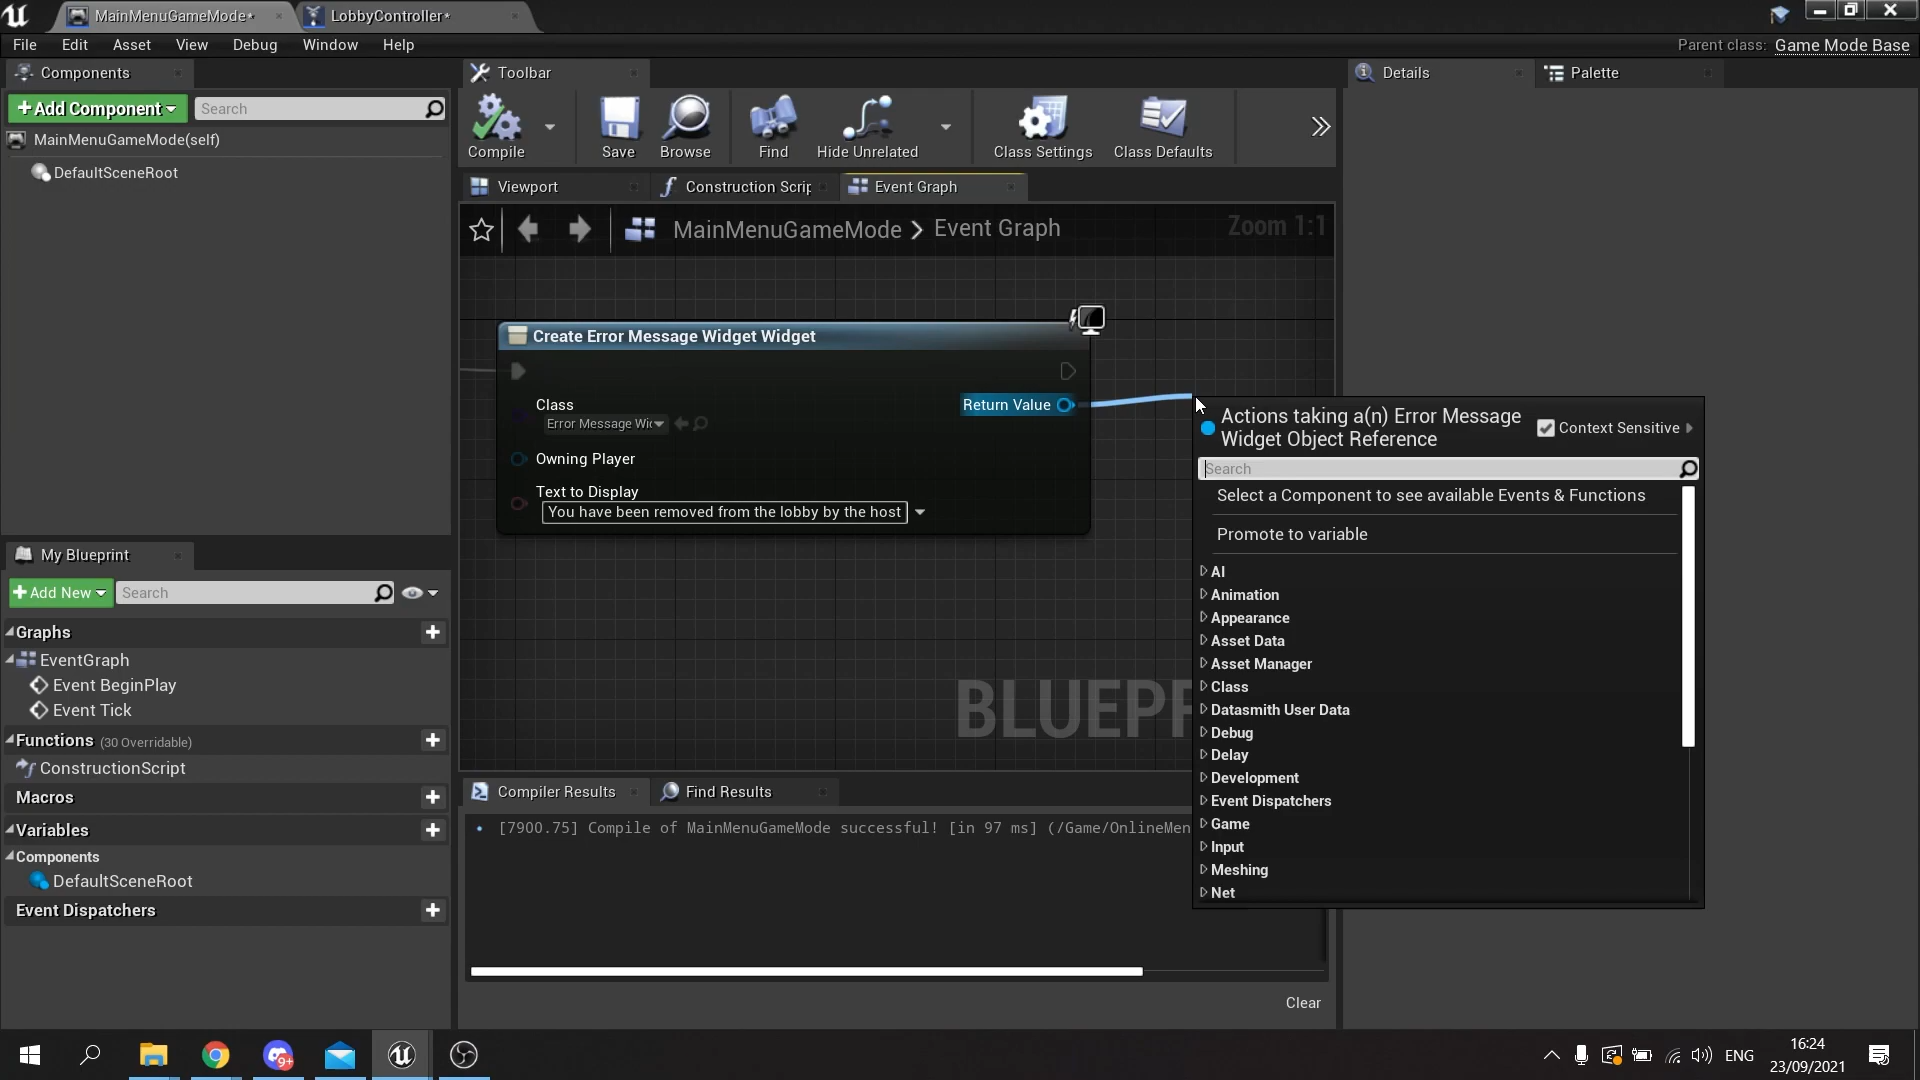 MainMenuGameMode*
LobbyController*
File Edit Asset View Debug Window Help
Parent class: Game Mode Base
Components
Add Component
Search
MainMenuGameMode(self)
DefaultSceneRoot
My Blueprint
Add New
Search
Graphs
EventGraph
Event BeginPlay
Event Tick
Functions (30 Overridable)
ConstructionScript
Macros
Variables
Components
DefaultSceneRoot
Event Dispatchers
Toolbar
Compile
Save
Browse
Find
Hide Unrelated
Class Settings
Class Defaults
Viewport
Construction Scrip
Event Graph
MainMenuGameMode > Event Graph
Zoom 1:1
Create Error Message Widget Widget
Class
Error Message Wic
Return Value
Owning Player
Text to Display
You have been removed from the lobby by the host
BLUEPR
Compiler Results
Find Results
[7900.75] Compile of MainMenuGameMode successful! [in 97 ms] (/Game/OnlineMen
Clear
Details
Palette
Actions taking a(n) Error Message
Widget Object Reference
Context Sensitive
Search
Select a Component to see available Events & Functions
Promote to variable
AI
Animation
Appearance
Asset Data
Asset Manager
Class
Datasmith User Data
Debug
Delay
Development
Event Dispatchers
Game
Input
Meshing
Net
9+
ENG
16:24
23/09/2021